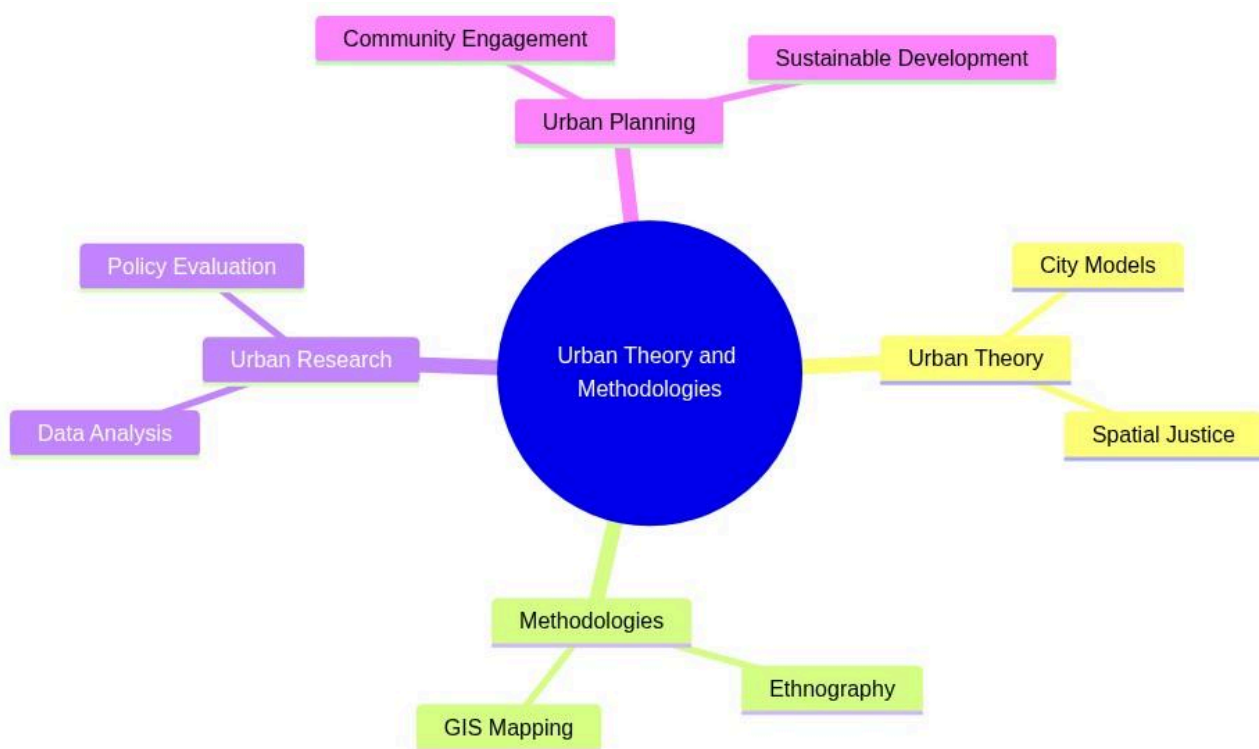 Community Engagement
Sustainable Development
Urban Planning
Policy Evaluation
City Models
Urban Research
Urban Theory and
Methodologies
Urban Theory
Data Analysis
Spatial Justice
Methodologies
Ethnography
GIS Mapping